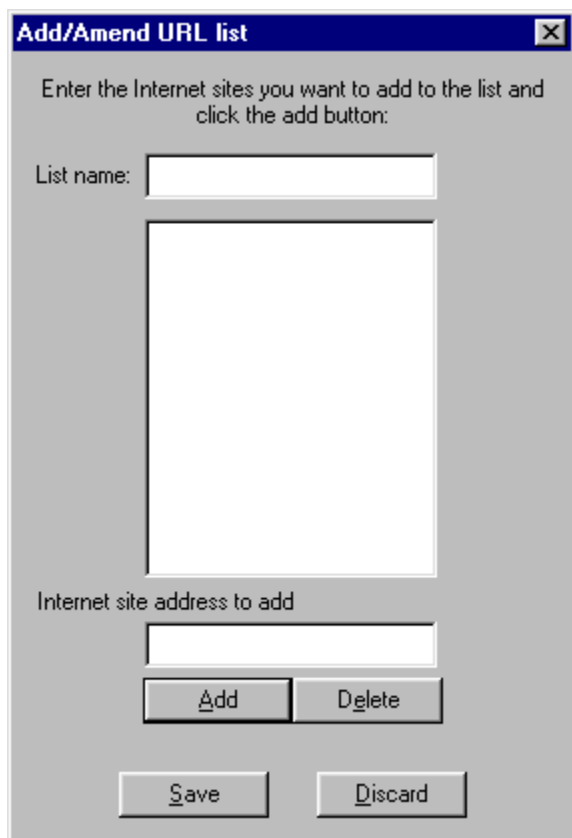 Add/Amend URL list
Enter the Internet sites you want to add to the list and
click the add button:
List name:
Internet site address to add
Add
Delete
Save
Discard